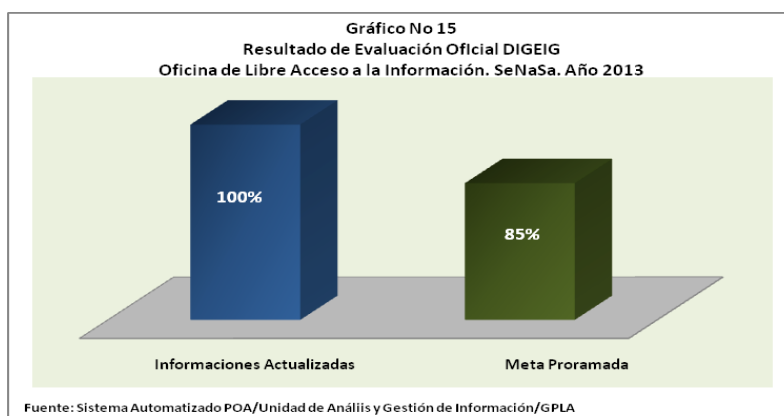 Gráfico No 15
Resultado de Evaluación Oficial DIGEIG
Oficina de Libre Acceso a la Información. SeNaSa. Año 2013
100%
85%
Informaciones Actualizadas
Meta Proramada
Fuente: Sistema Automatizado POA/Unidad de Análiis y Gestión de Información/GPLA